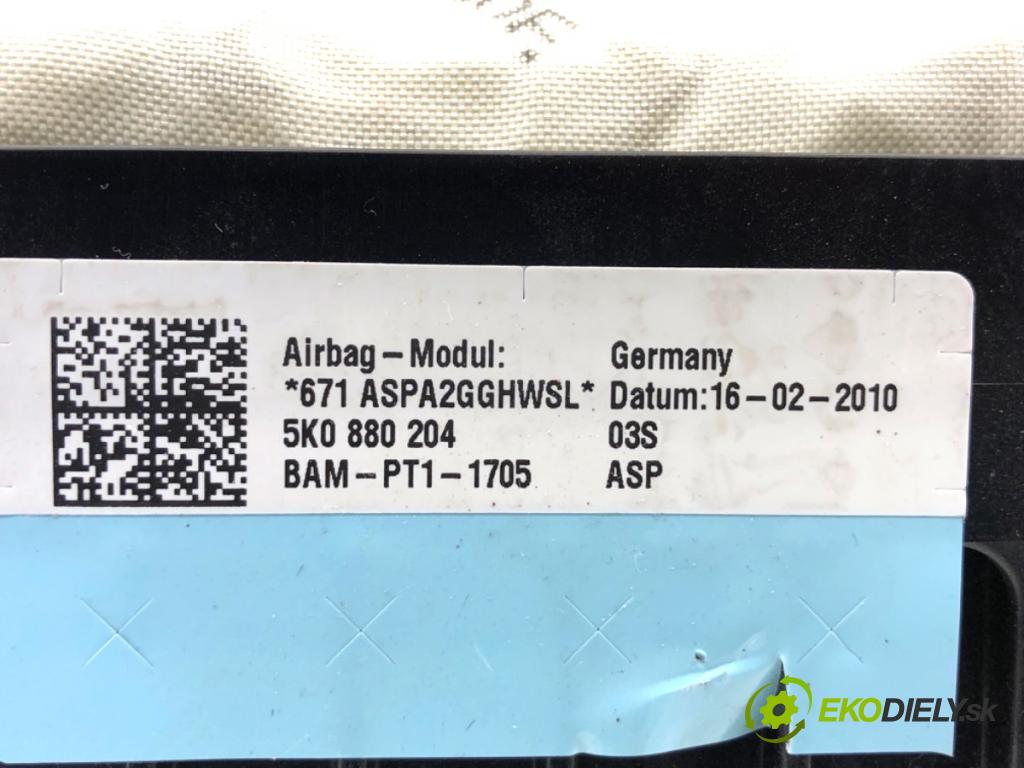 Airbag-Modul:
*671 ASPA2GGHWSL*
5K0 880 204
BAM-PT1-1705
Germany
Datum:16-02-2010
03S
ASP
EKODIELY.sk